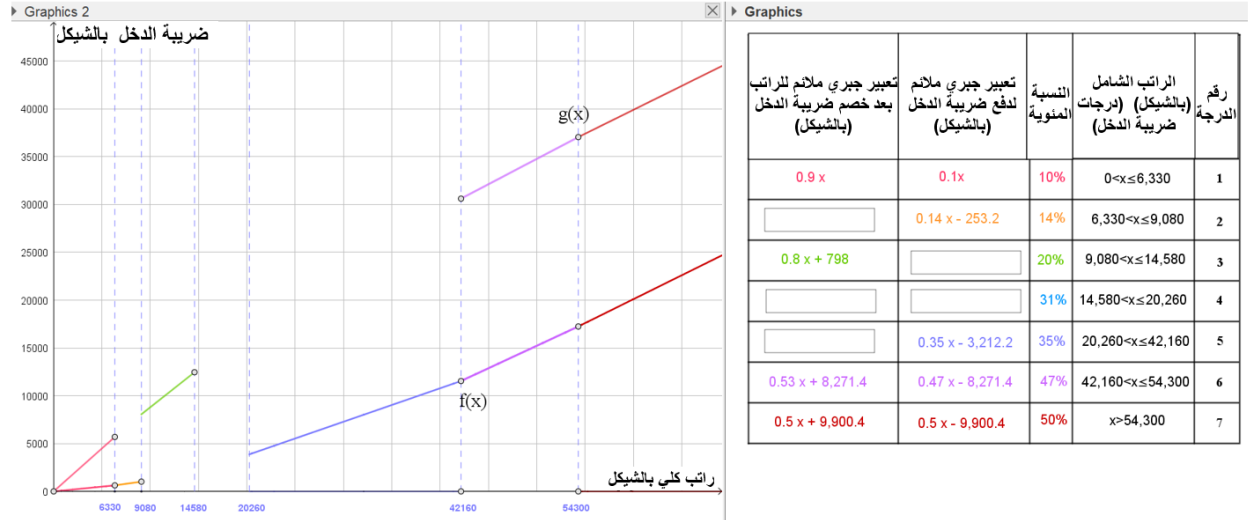 Graphics 2
ضريبة الدخل بالشيكل
45000
40000
35000
30000
25000
20000
15000
10000
5000
0
g(x)
f(x)
راتب كلي بالشيكل
6330 9080 14580 20260 42160 54300
Graphics
رقم الدرجة
الراتب الشامل (بالشيكل) (درجات ضريبة الدخل)
النسبة المئوية
تعبير جبري ملائم لدفع ضريبة الدخل (بالشيكل)
تعبير جبري ملائم للراتب بعد خصم ضريبة الدخل (بالشيكل)
0.9 x 0.1x 10% 0<x≤6,330 1
0.14 x - 253.2 14% 6,330<x≤9,080 2
0.8 x + 798 20% 9,080<x≤14,580 3
31% 14,580<x≤20,260 4
0.35 x - 3,212.2 35% 20,260<x≤42,160 5
0.53 x + 8,271.4 0.47 x - 8,271.4 47% 42,160<x≤54,300 6
0.5 x + 9,900.4 0.5 x - 9,900.4 50% x>54,300 7